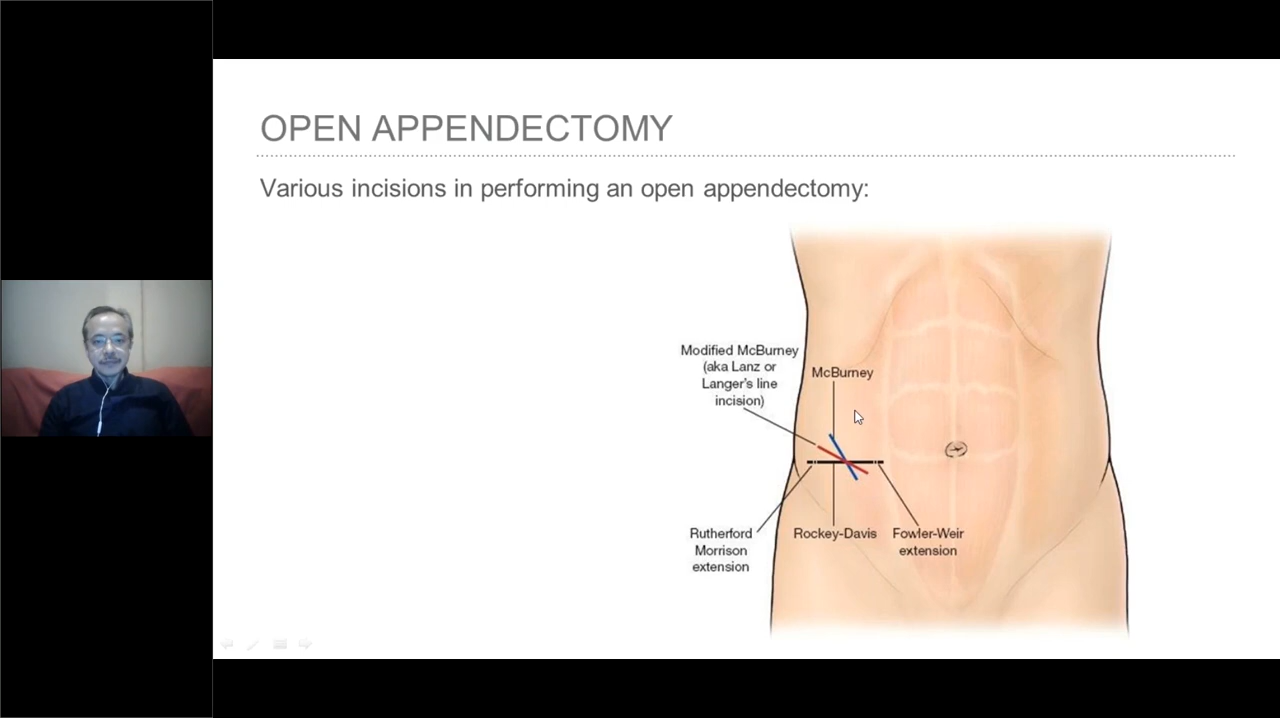 OPEN APPENDECTOMY
Various incisions in performing an open appendectomy:
Modified McBurney
(aka Lanz or
Langer's line
incision)
McBurney
Rutherford
Morrison
extension
Rockey-Davis
Fowler-Weir
extension